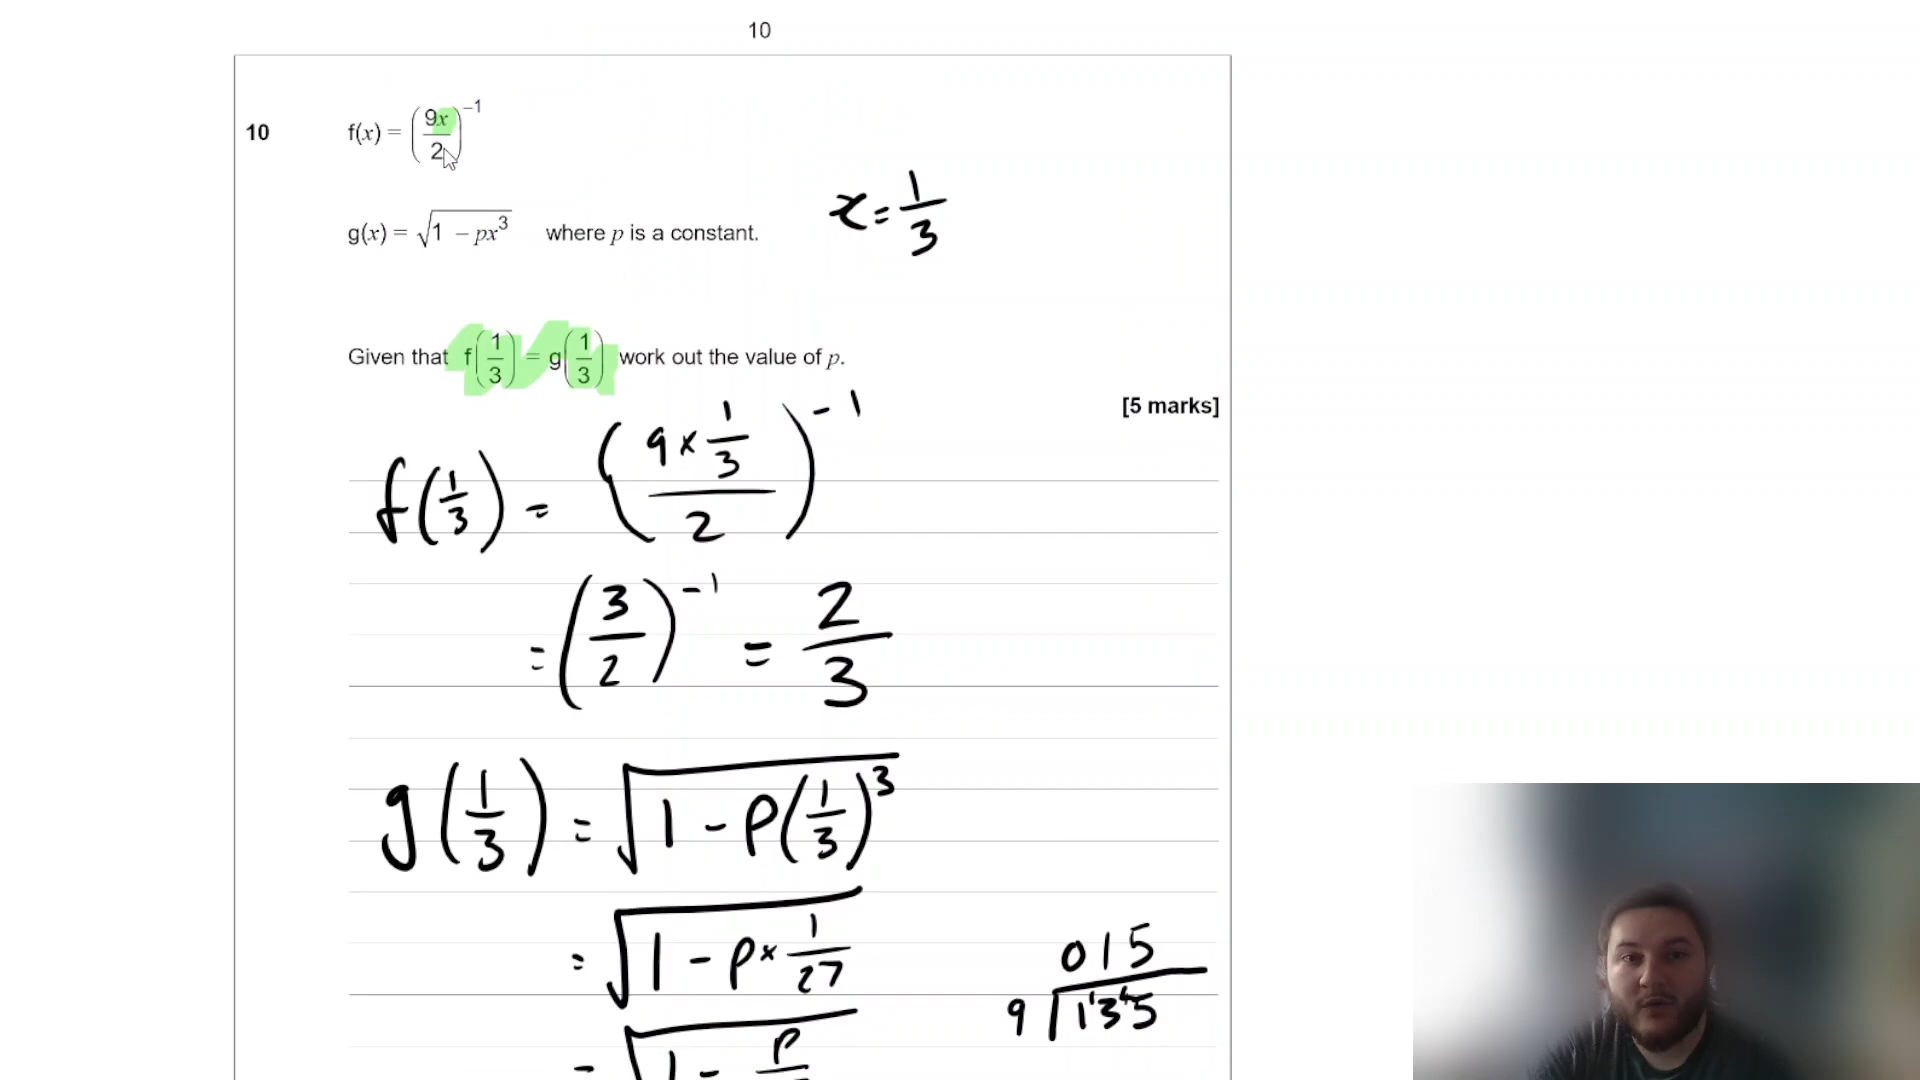 10
10 f(x) = (9x/2)^−1
g(x) = √(1 − px³) where p is a constant.
x = 1/3
Given that f(1/3) = g(1/3) work out the value of p.
[5 marks]
f(1/3) = (9 × 1/3 / 2)^−1
= (3/2)^−1 = 2/3
g(1/3) = √(1 − p(1/3)³)
= √(1 − p × 1/27)
015
9 135
= √(1 − p